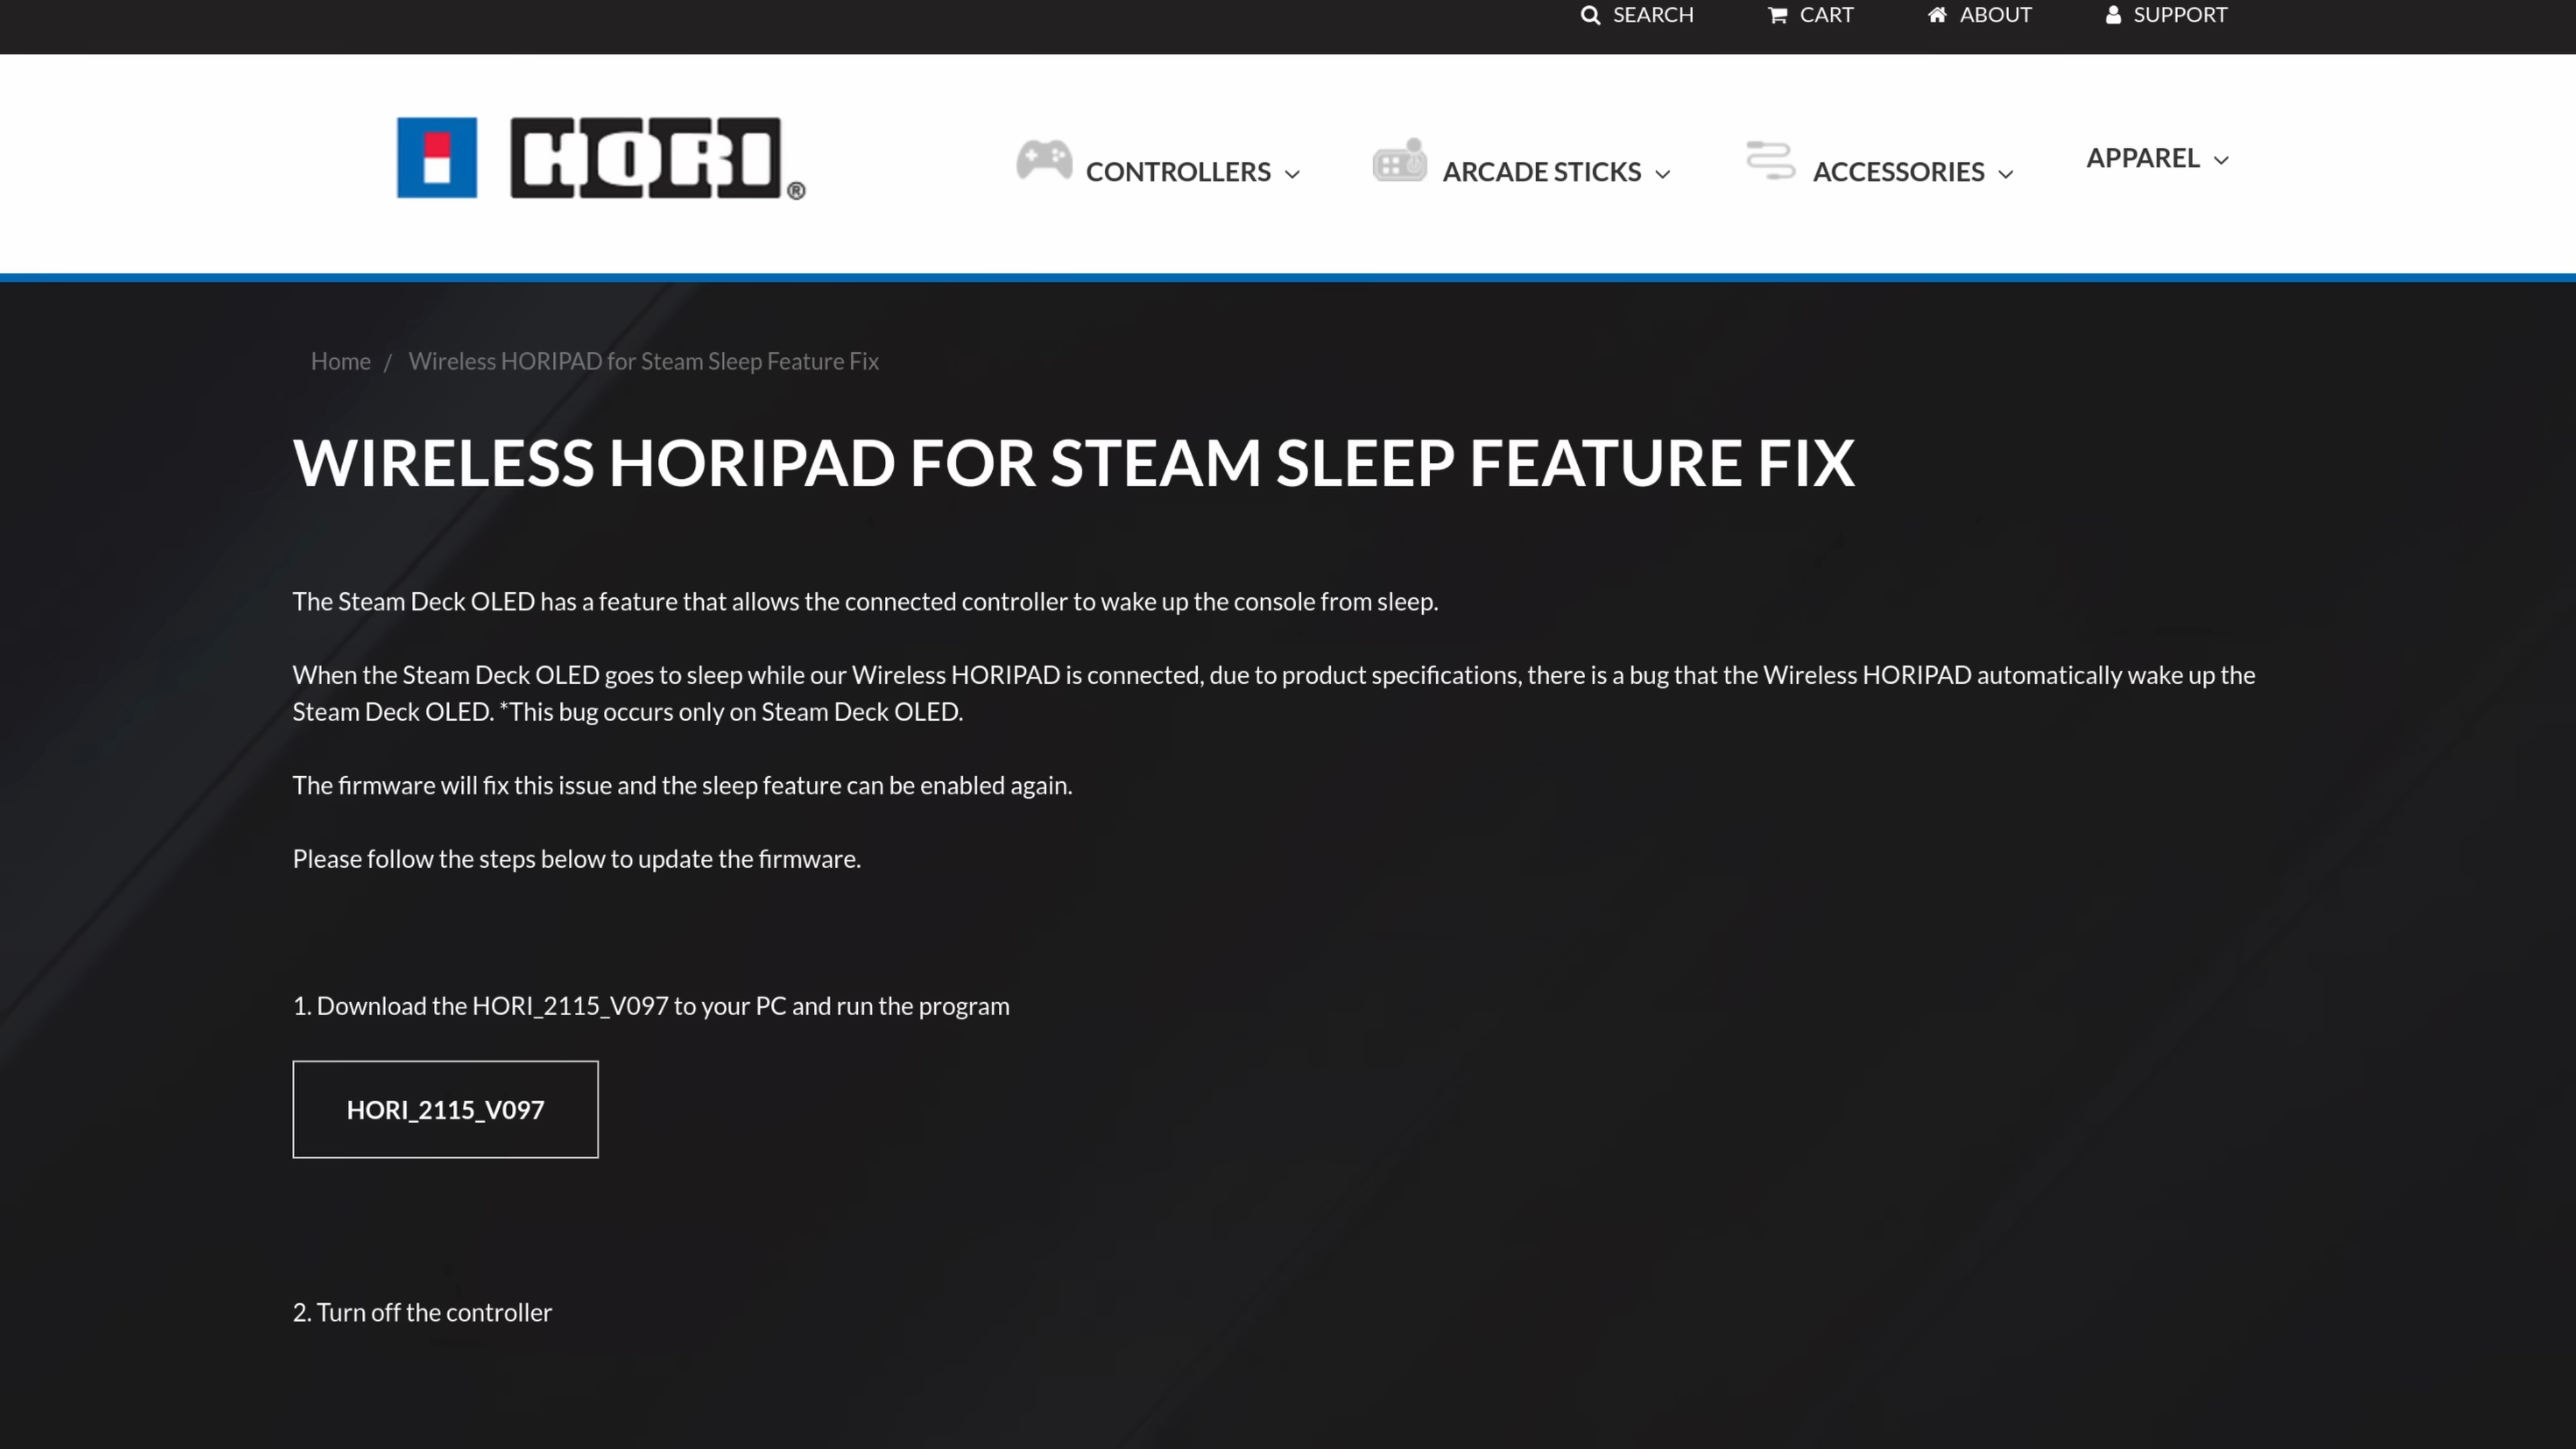 SEARCH CART ABOUT SUPPORT
HORI®
CONTROLLERS ARCADE STICKS ACCESSORIES APPAREL
Home / Wireless HORIPAD for Steam Sleep Feature Fix
WIRELESS HORIPAD FOR STEAM SLEEP FEATURE FIX
The Steam Deck OLED has a feature that allows the connected controller to wake up the console from sleep.
When the Steam Deck OLED goes to sleep while our Wireless HORIPAD is connected, due to product specifications, there is a bug that the Wireless HORIPAD automatically wake up the
Steam Deck OLED. *This bug occurs only on Steam Deck OLED.
The firmware will fix this issue and the sleep feature can be enabled again.
Please follow the steps below to update the firmware.
1. Download the HORI_2115_V097 to your PC and run the program
HORI_2115_V097
2. Turn off the controller